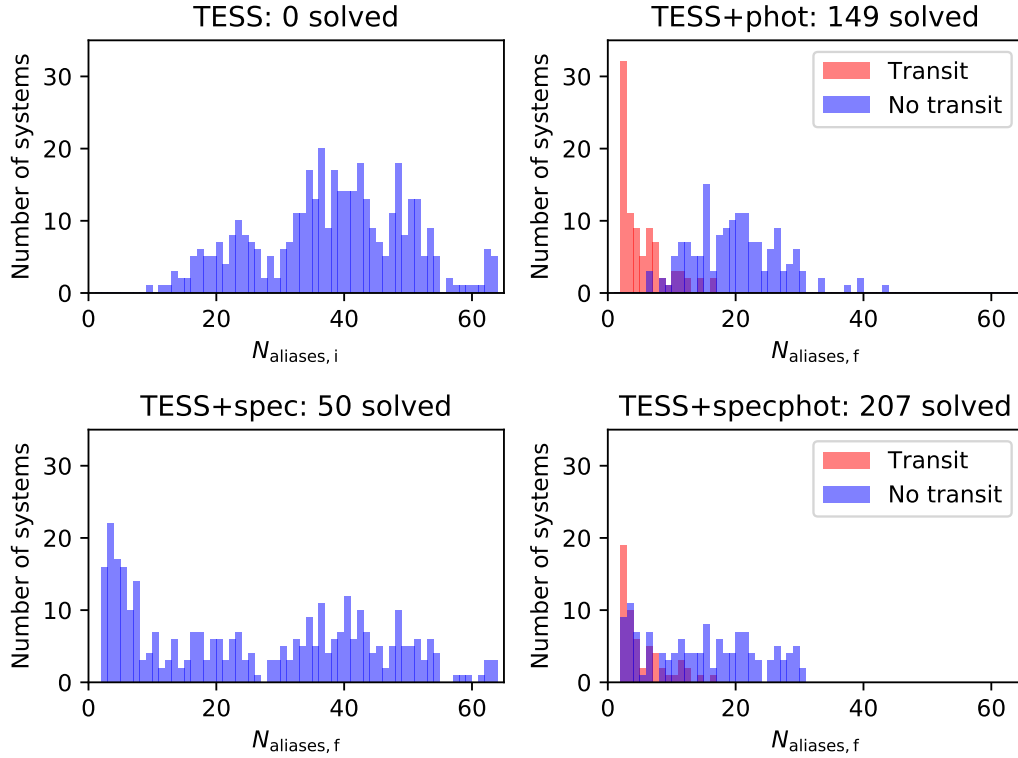 TESS: 0 solved
Number of systems
30
20
10
0
0 20 40 60
N_aliases, i
TESS+phot: 149 solved
Number of systems
30
20
10
0
Transit
No transit
0 20 40 60
N_aliases, f
TESS+spec: 50 solved
Number of systems
30
20
10
0
0 20 40 60
N_aliases, f
TESS+specphot: 207 solved
Number of systems
30
20
10
0
Transit
No transit
0 20 40 60
N_aliases, f